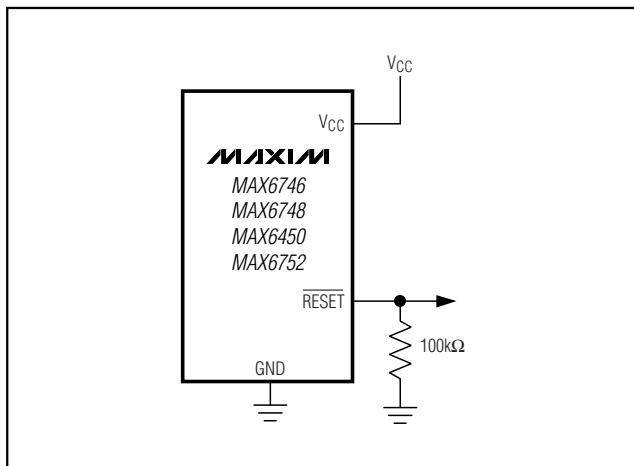 VCC
VCC
MAXIM
MAX6746
MAX6748
MAX6450
MAX6752
RESET
100kΩ
GND